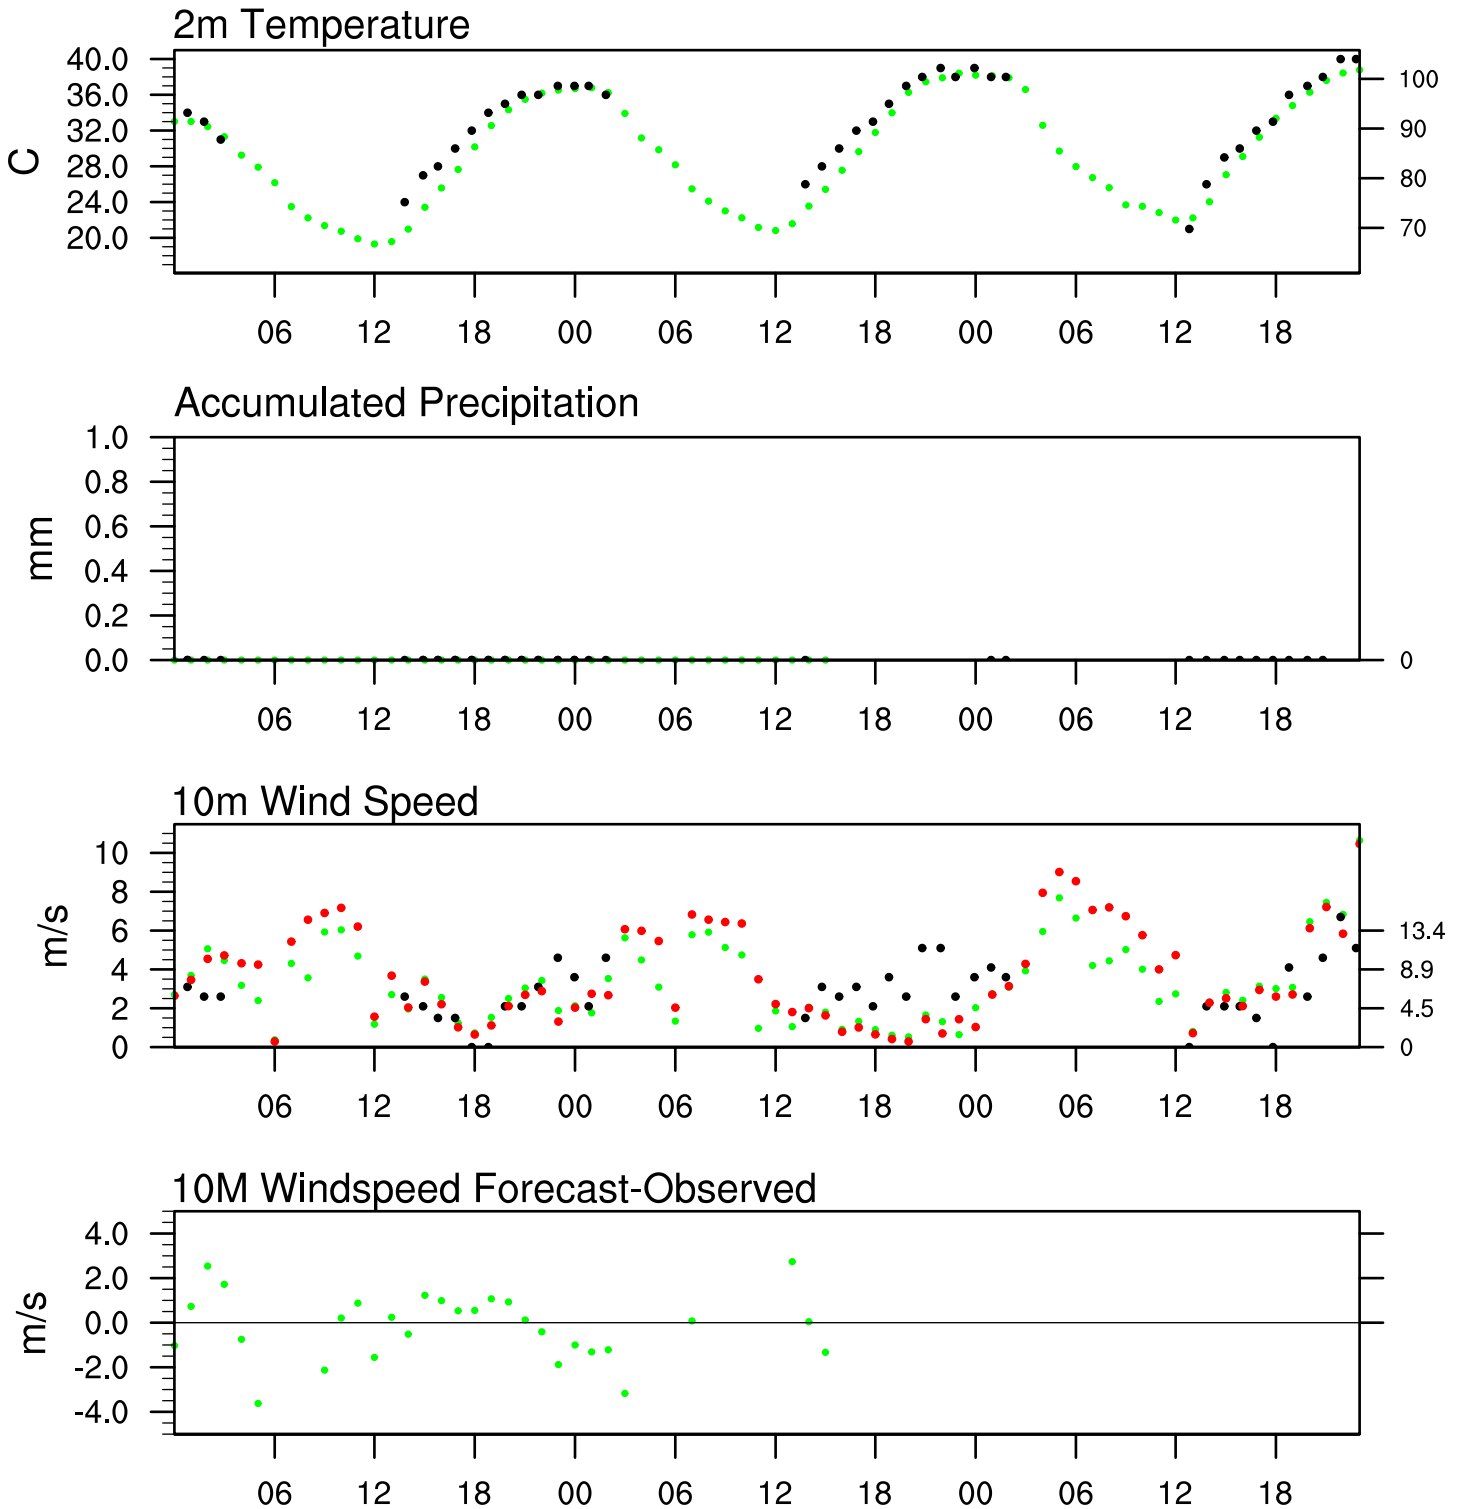 2m Temperature
40.0
36.0
32.0
28.0
24.0
20.0
C
100
90
80
70
06 12 18 00 06 12 18 00 06 12 18
Accumulated Precipitation
1.0
0.8
0.6
0.4
0.2
0.0
mm
0
06 12 18 00 06 12 18 00 06 12 18
10m Wind Speed
10
8
6
4
2
0
m/s
13.4
8.9
4.5
0
06 12 18 00 06 12 18 00 06 12 18
10M Windspeed Forecast-Observed
4.0
2.0
0.0
-2.0
-4.0
m/s
06 12 18 00 06 12 18 00 06 12 18